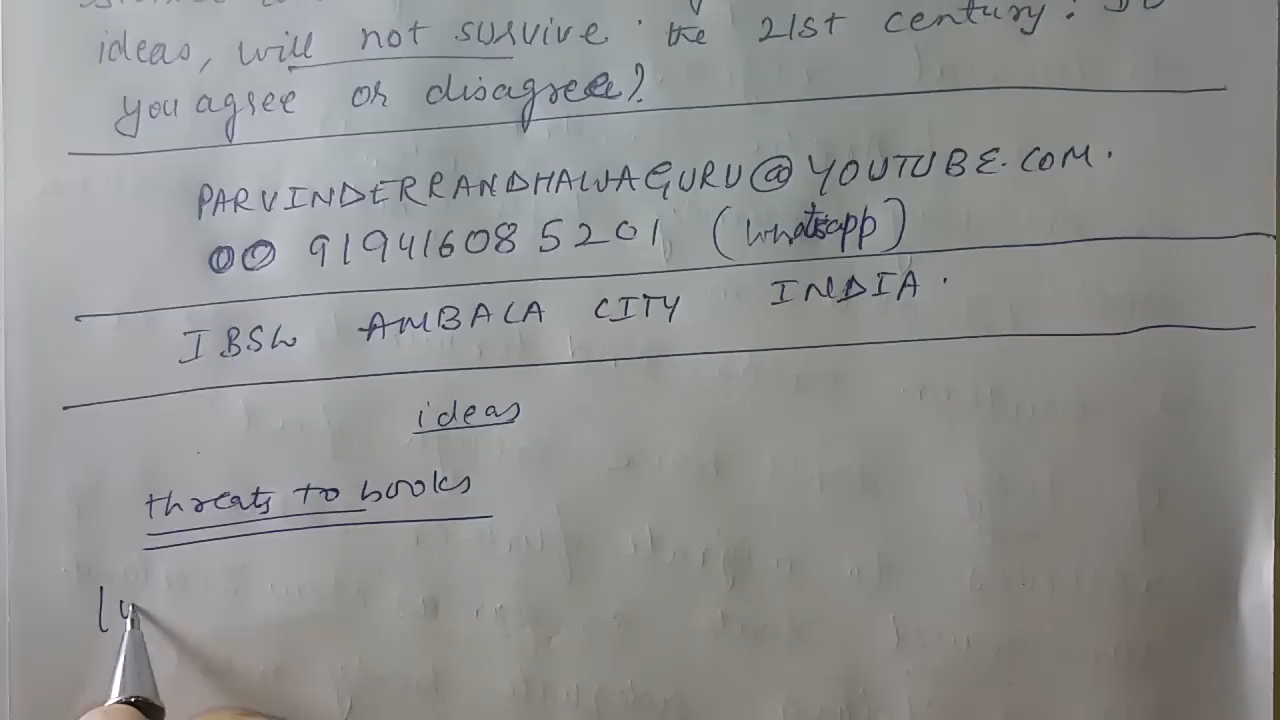 ideas, will not survive the 21st century. Do
you agree or disagree?
PARVINDERRANDHAWAGURU@YOUTUBE.COM.
00 919416085201 (whatsapp)
IBSW AMBALA CITY INDIA.
ideas
threats to books